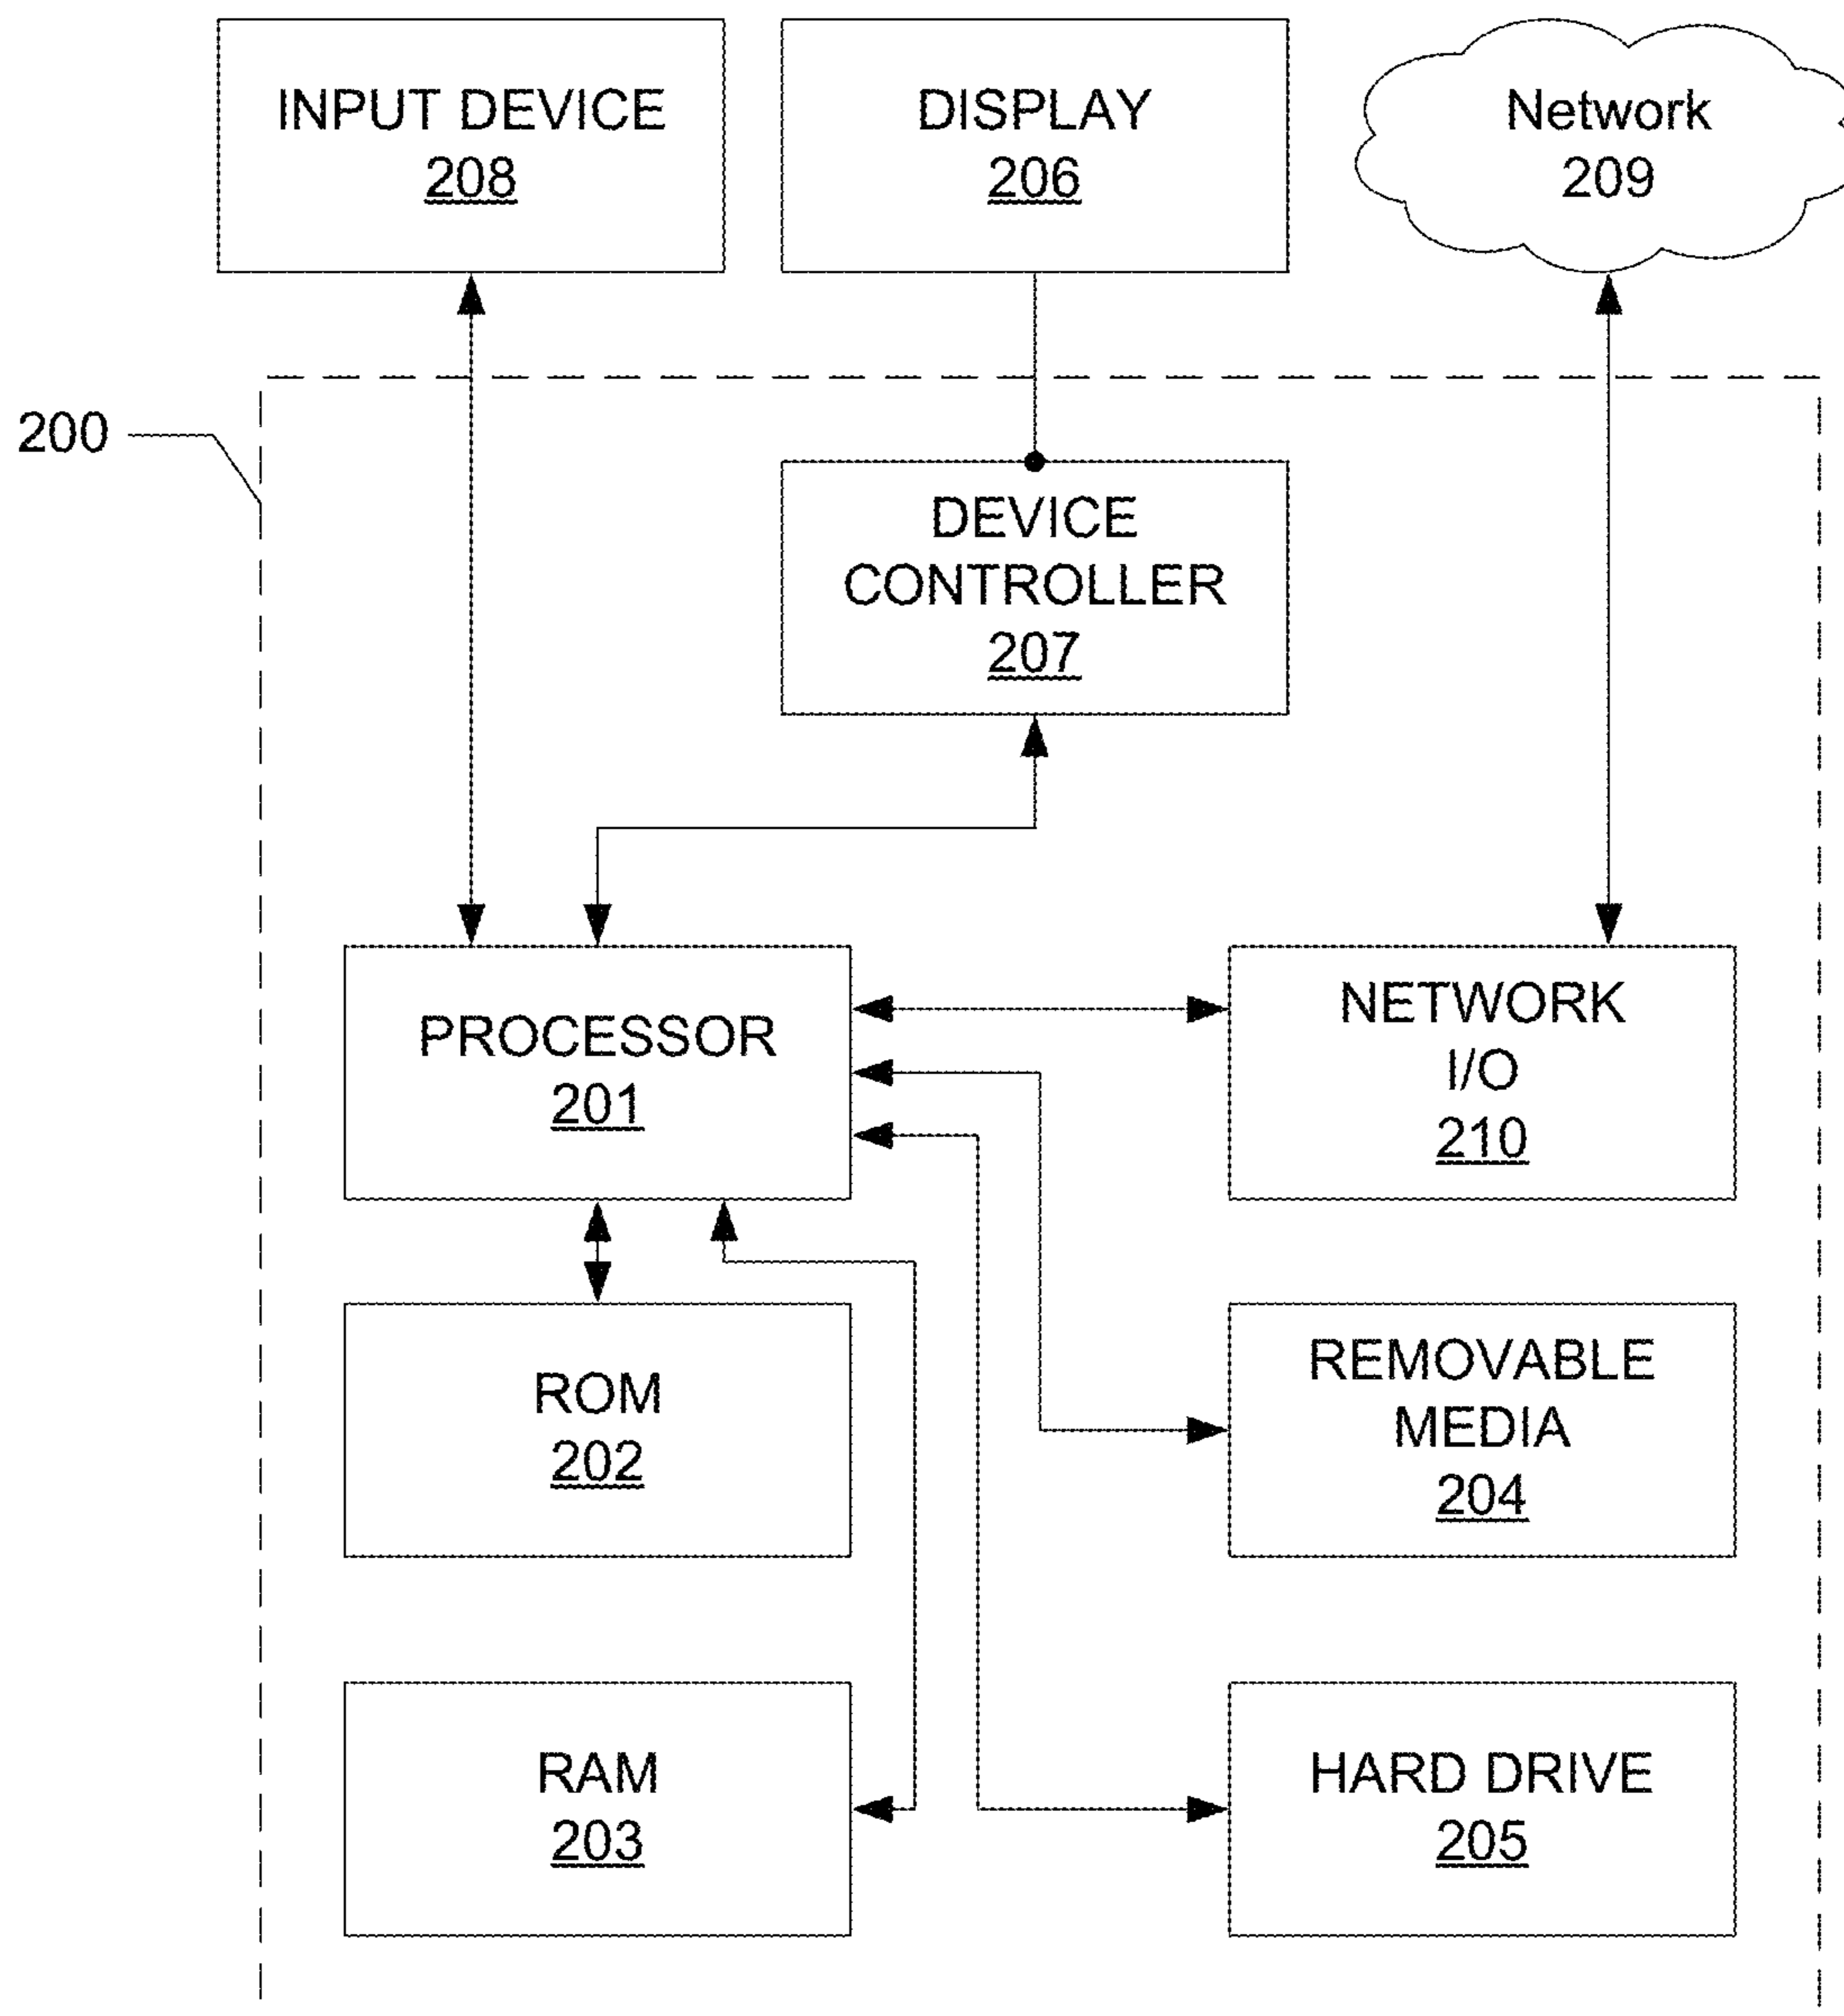 INPUT DEVICE
208
DISPLAY
206
Network
209
200
DEVICE
CONTROLLER
207
PROCESSOR
201
NETWORK
I/O
210
ROM
202
REMOVABLE
MEDIA
204
RAM
203
HARD DRIVE
205